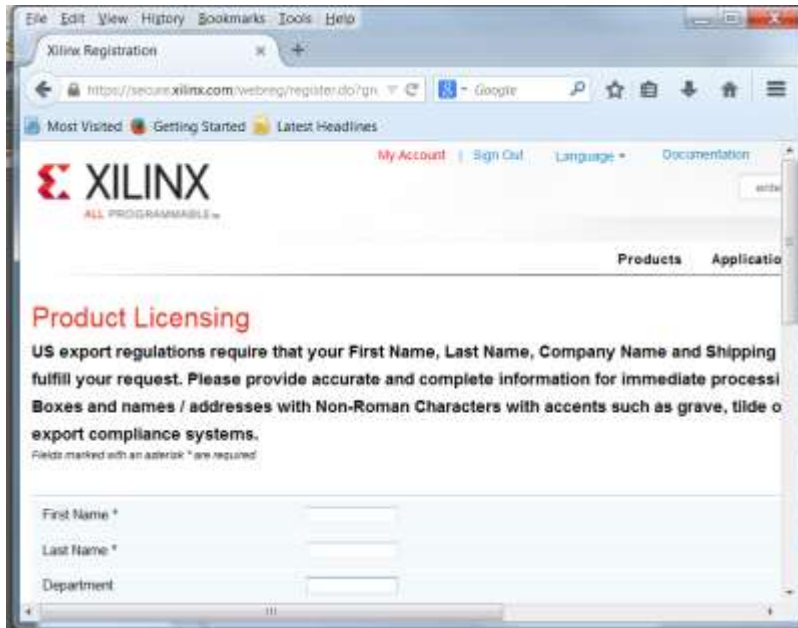 File Edit View History Bookmarks Tools Help
Xilinx Registration
https://secure.xilinx.com/webreg/register.do?gr
Google
Most Visited Getting Started Latest Headlines
My Account | Sign Out Language Documentation
XILINX
ALL PROGRAMMABLE™
Products Applicatio
Product Licensing
US export regulations require that your First Name, Last Name, Company Name and Shipping
fulfill your request. Please provide accurate and complete information for immediate processi
Boxes and names / addresses with Non-Roman Characters with accents such as grave, tilde o
export compliance systems.
Fields marked with an asterisk * are required
First Name *
Last Name *
Department